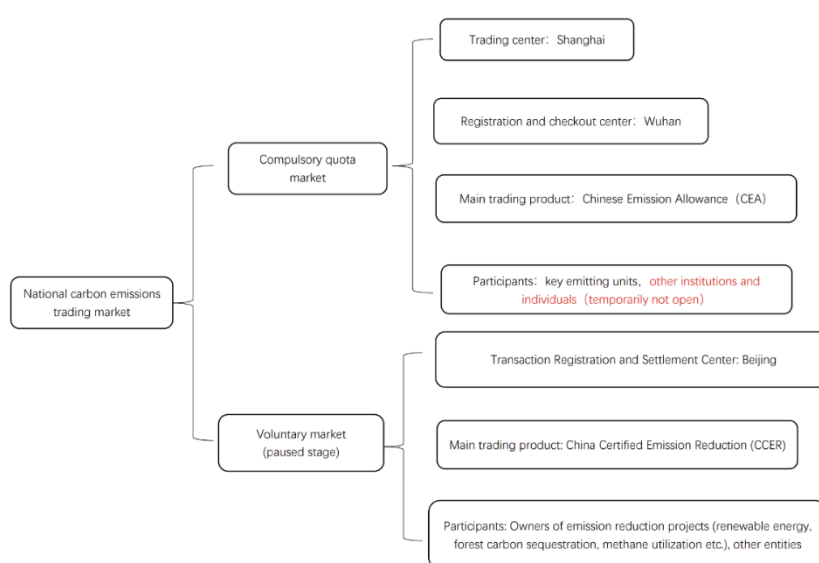 National carbon emissions
trading market
Compulsory quota
market
Trading center：Shanghai
Registration and checkout center：Wuhan
Main trading product：Chinese Emission Allowance（CEA）
Participants：key emitting units，other institutions and
individuals（temporarily not open）
Voluntary market
(paused stage)
Transaction Registration and Settlement Center: Beijing
Main trading product: China Certified Emission Reduction (CCER)
Participants: Owners of emission reduction projects (renewable energy,
forest carbon sequestration, methane utilization etc.), other entities